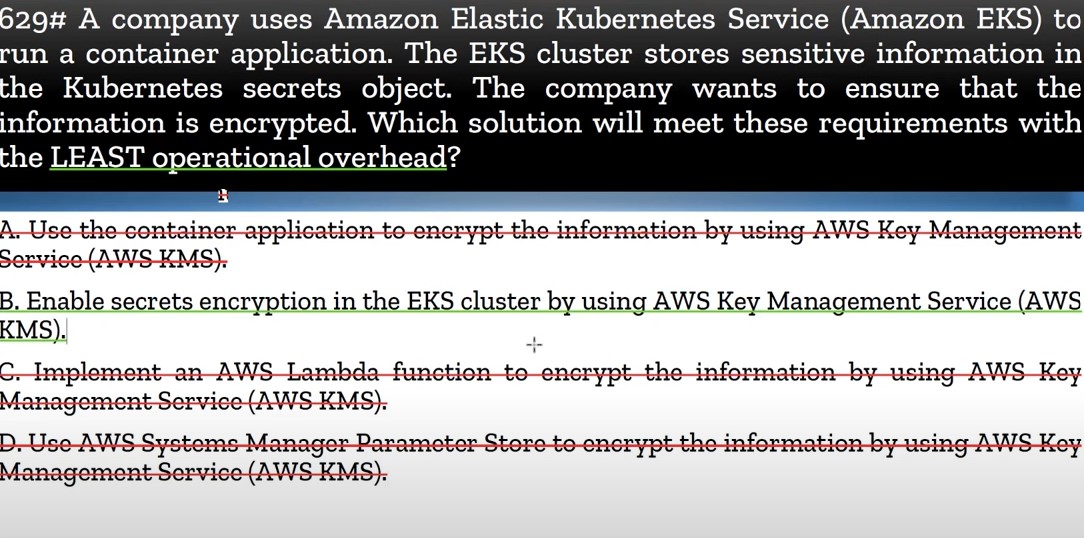 629# A company uses Amazon Elastic Kubernetes Service (Amazon EKS) to
run a container application. The EKS cluster stores sensitive information in
the Kubernetes secrets object. The company wants to ensure that the
information is encrypted. Which solution will meet these requirements with
the LEAST operational overhead?
A. Use the container application to encrypt the information by using AWS Key Management
Service (AWS KMS).
B. Enable secrets encryption in the EKS cluster by using AWS Key Management Service (AWS
KMS).
C. Implement an AWS Lambda function to encrypt the information by using AWS Key
Management Service (AWS KMS).
D. Use AWS Systems Manager Parameter Store to encrypt the information by using AWS Key
Management Service (AWS KMS).